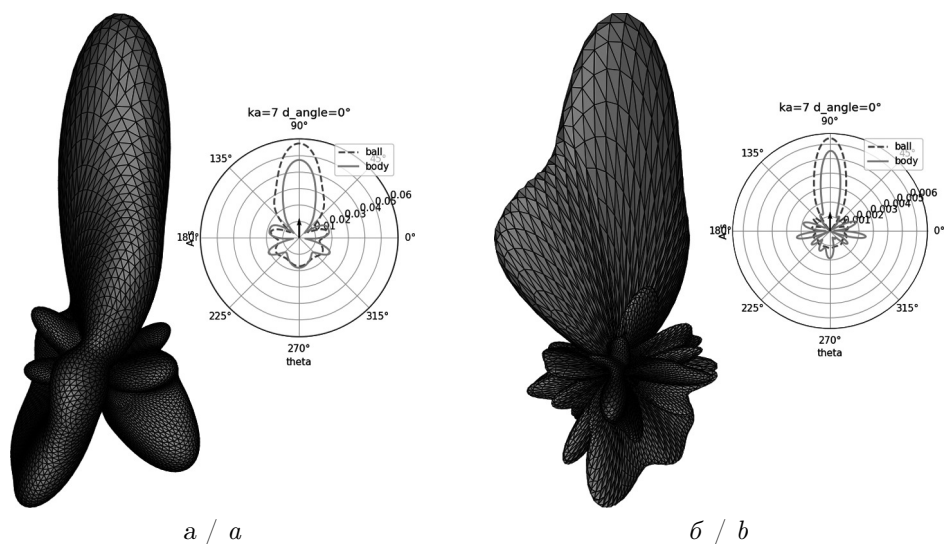 ka=7 d_angle=0°
90°
135°
45°
ball
body
0.06
0.05
0.04
0.03
0.02
0.01
180°
0°
225°
315°
270°
theta
ka=7 d_angle=0°
90°
135°
45°
ball
body
0.006
0.005
0.004
0.003
0.002
0.001
180°
0°
225°
315°
270°
theta
а / a
б / b